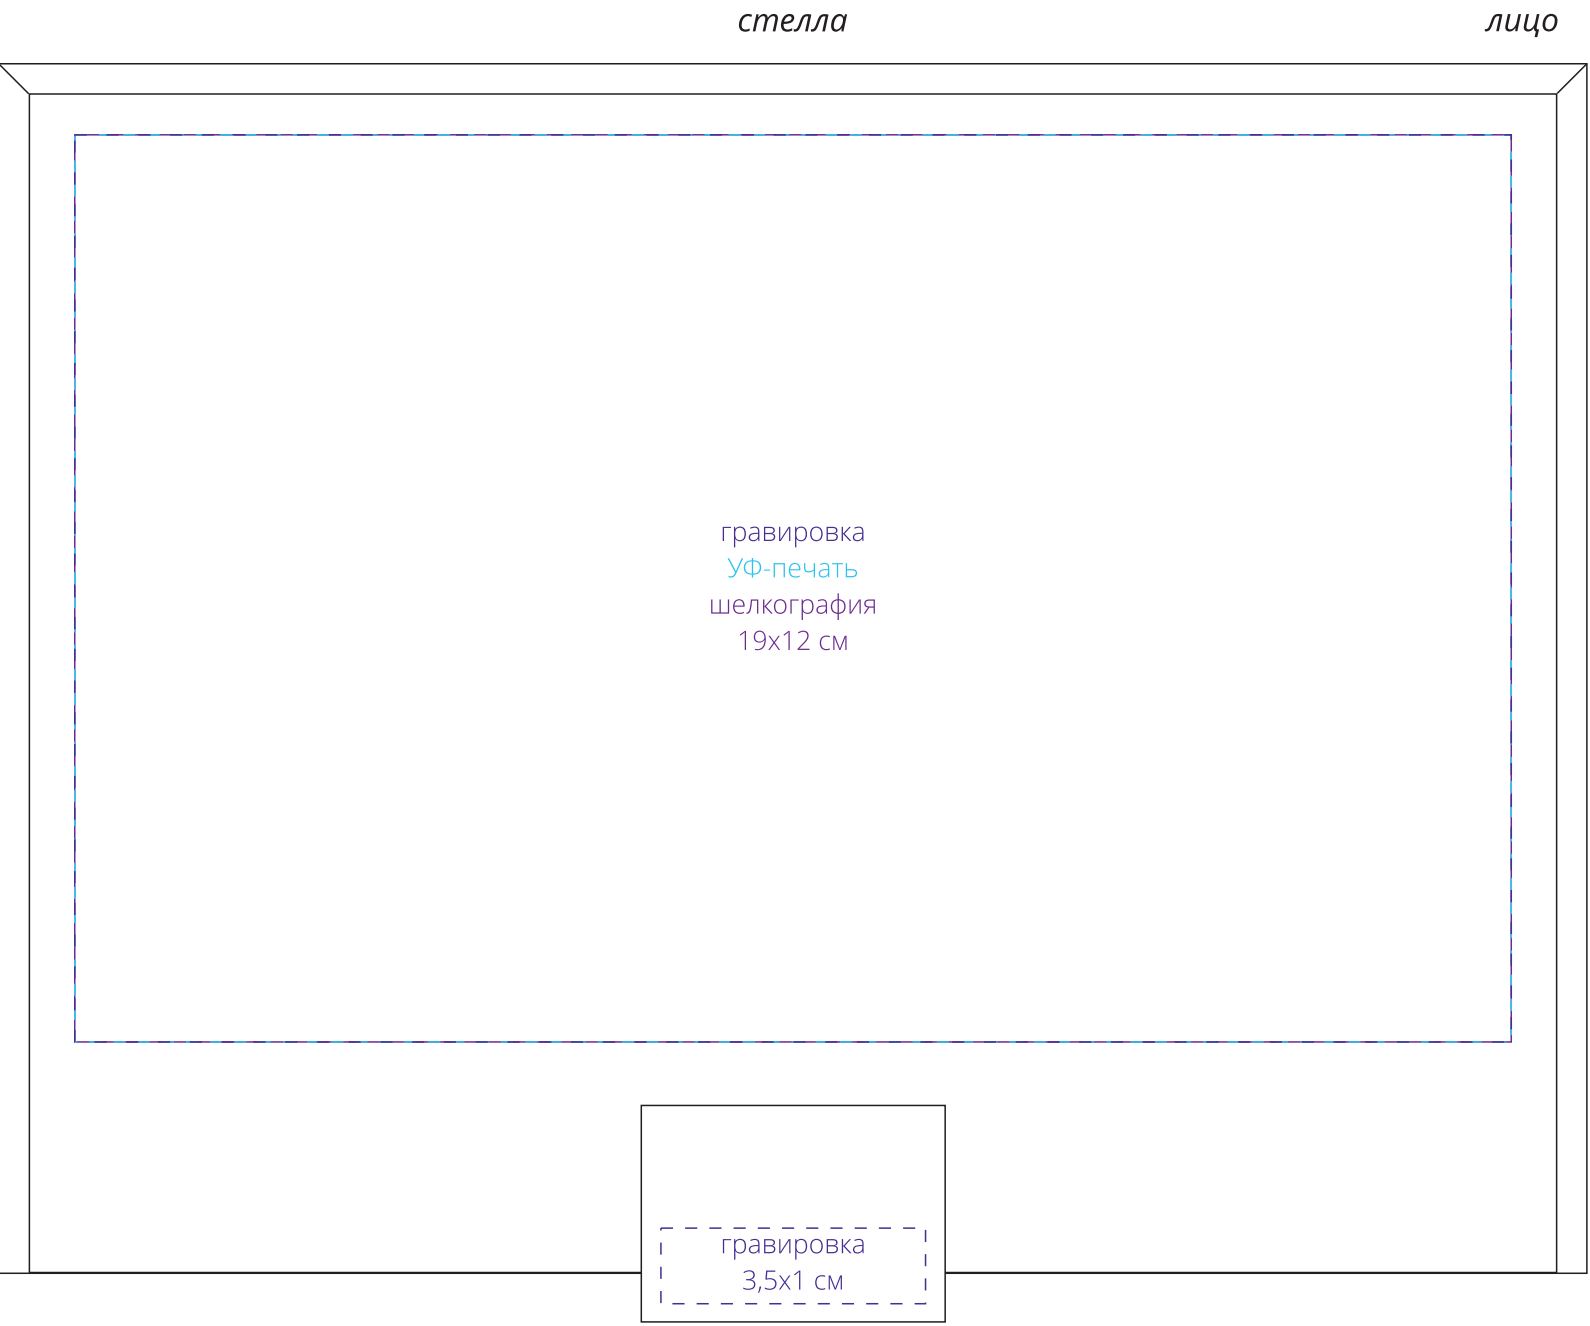 стелла
лицо
гравировка
УФ-печать
шелкография
19х12 см
гравировка
3,5х1 см